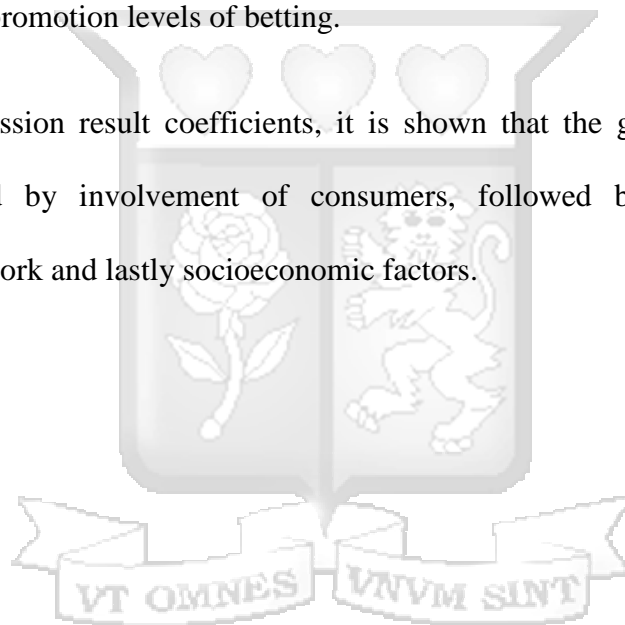 promotion levels of betting.
ssion result coefficients, it is shown that the g
by involvement of consumers, followed b
ork and lastly socioeconomic factors.
VT OMNES VNVM SINT